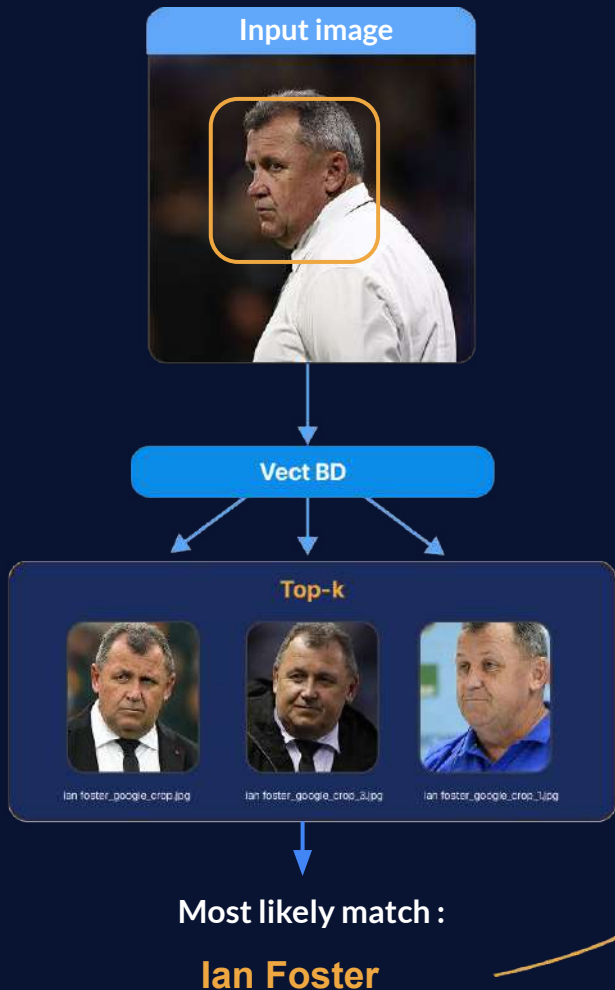 Input image
Vect BD
Top-k
ian foster_google_crop.jpg
ian foster_google_crop_3.jpg
ian foster_google_crop_1.jpg
Most likely match :
Ian Foster